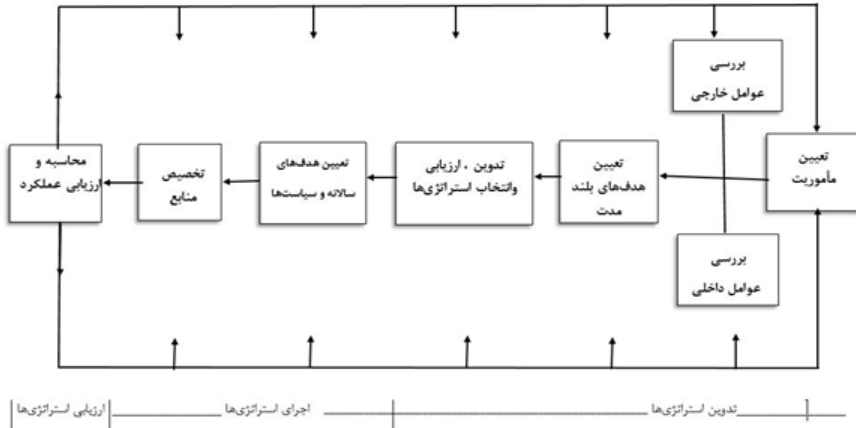 بررسی
عوامل خارجی
تعیین
مأموریت
تعیین
هدف‌های بلند
مدت
تدوین ، ارزیابی
وانتخاب استراتژی‌ها
تعیین هدف‌های
سالانه و سیاست‌ها
تخصیص
منابع
محاسبه و
ارزیابی عملکرد
بررسی
عوامل داخلی
تدوین استراتژی‌ها
اجرای استراتژی‌ها
ارزیابی استراتژی‌ها